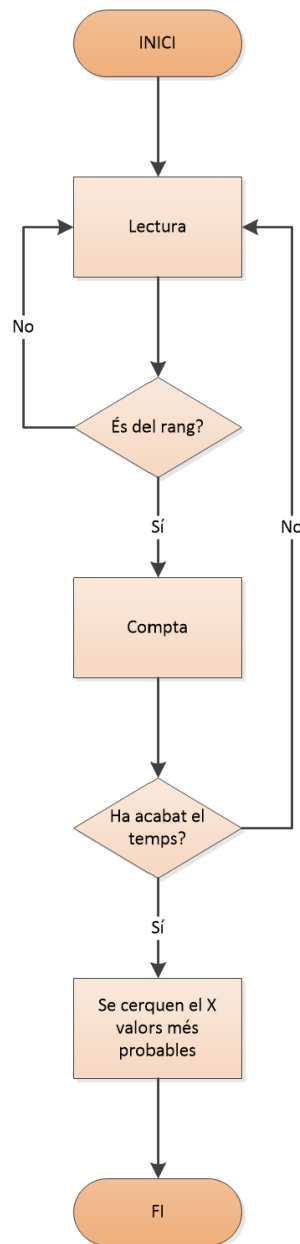 INICI
Lectura
No
És del rang?
Sí
No
Compta
Ha acabat el
temps?
Sí
Se cerquen el X
valors més
probables
FI